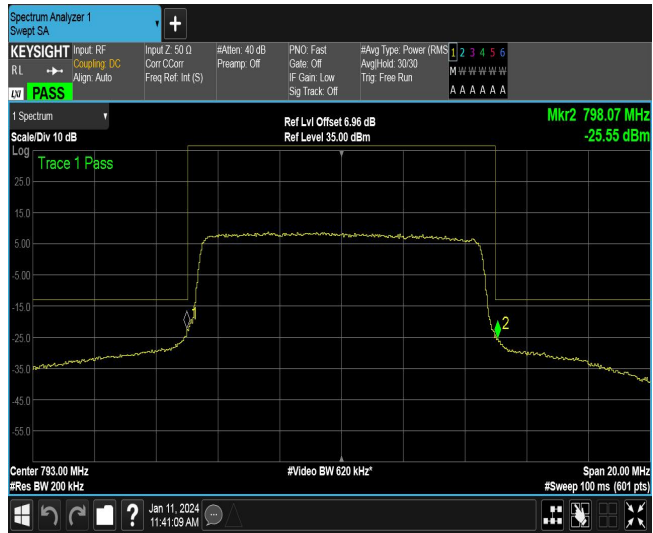 Spectrum Analyzer 1
Swept SA
+
KEYSIGHT
RL
LXI PASS
Input: RF
Coupling: DC
Align: Auto
Input Z: 50 Ω
Corr CCorr
Freq Ref: Int (S)
#Atten: 40 dB
Preamp: Off
PNO: Fast
Gate: Off
IF Gain: Low
Sig Track: Off
#Avg Type: Power (RMS
Avg|Hold: 30/30
Trig: Free Run
1 2 3 4 5 6
M W W W W W
A A A A A A
1 Spectrum
Scale/Div 10 dB
Ref Lvl Offset 6.96 dB
Ref Level 35.00 dBm
Mkr2 798.07 MHz
-25.55 dBm
Log
Trace 1 Pass
25.0
15.0
5.00
-5.00
-15.0
-25.0
-35.0
-45.0
-55.0
1
2
Center 793.00 MHz
#Res BW 200 kHz
#Video BW 620 kHz*
Span 20.00 MHz
#Sweep 100 ms (601 pts)
?
Jan 11, 2024
11:41:09 AM